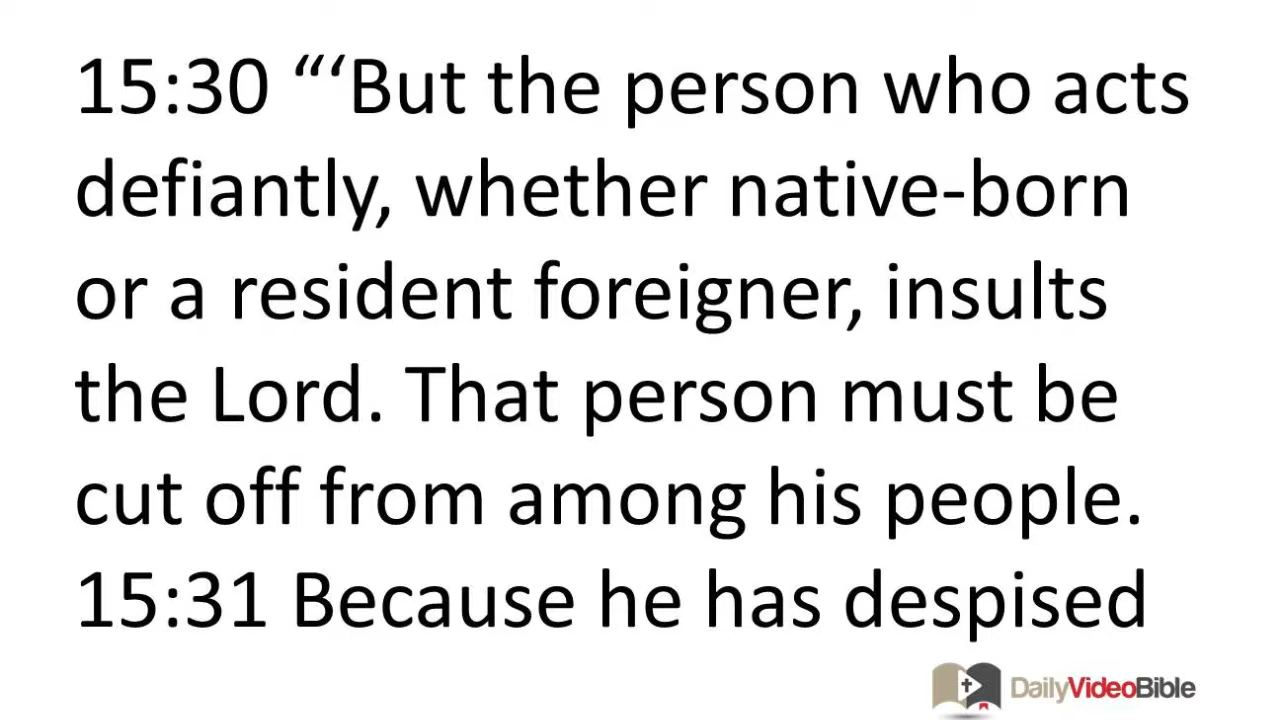 15:30 “‘But the person who acts
defiantly, whether native-born
or a resident foreigner, insults
the Lord. That person must be
cut off from among his people.
15:31 Because he has despised
DailyVideoBible